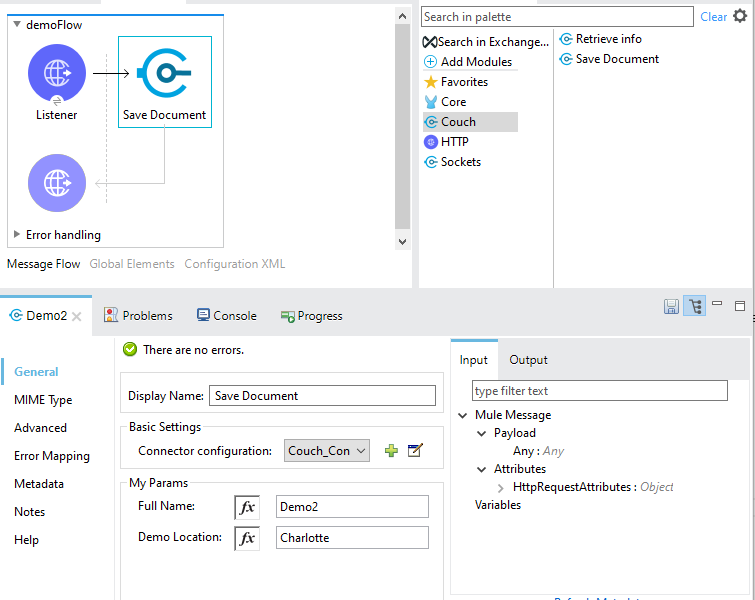 demoFlow
Listener
Save Document
Error handling
Message Flow Global Elements Configuration XML
Search in palette
Clear
Search in Exchange...
Add Modules
Favorites
Core
Couch
HTTP
Sockets
Retrieve info
Save Document
Demo2
Problems
Console
Progress
There are no errors.
General
MIME Type
Advanced
Error Mapping
Metadata
Notes
Help
Display Name: Save Document
Basic Settings
Connector configuration: Couch_Con
My Params
Full Name: fx Demo2
Demo Location: fx Charlotte
Input Output
type filter text
Mule Message
Payload
Any : Any
Attributes
HttpRequestAttributes : Object
Variables